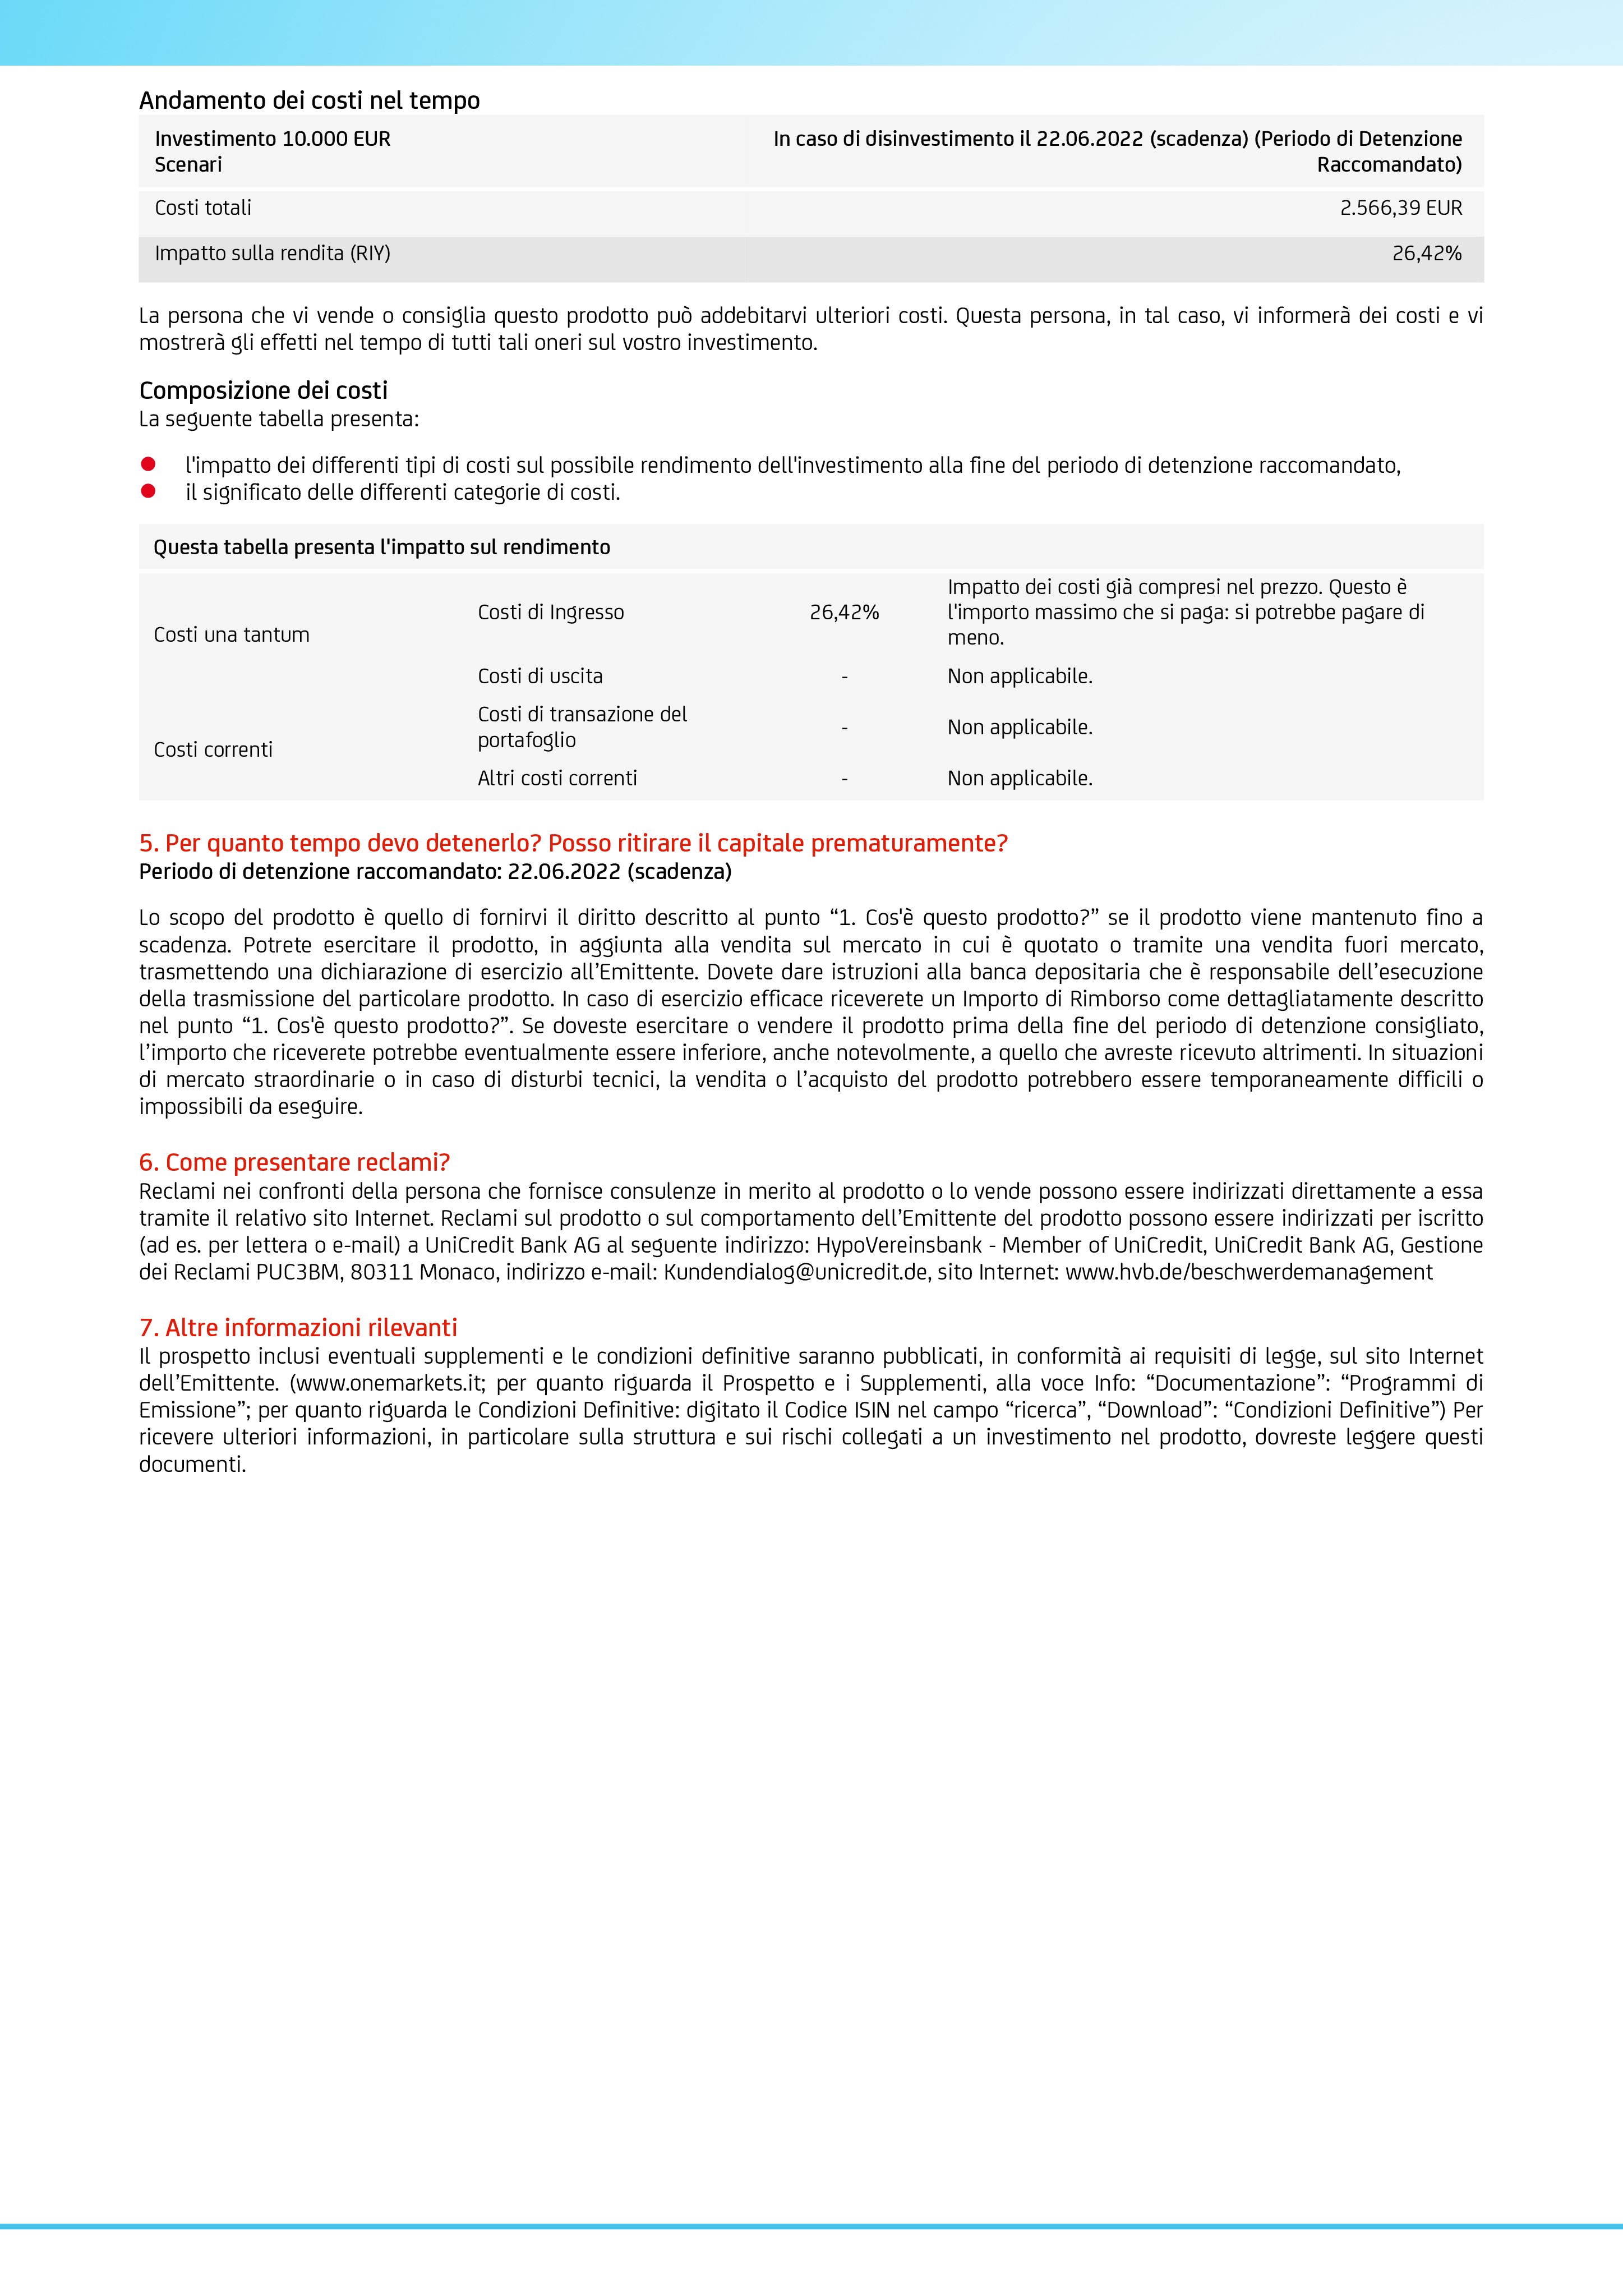 Andamento dei costi nel tempo
Investimento 10.000 EUR
Scenari
In caso di disinvestimento il 22.06.2022 (scadenza) (Periodo di Detenzione
Raccomandato)
Costi totali 2.566,39 EUR
Impatto sulla rendita (RIY) 26,42%
La persona che vi vende o consiglia questo prodotto può addebitarvi ulteriori costi. Questa persona, in tal caso, vi informerà dei costi e vi
mostrerà gli effetti nel tempo di tutti tali oneri sul vostro investimento.
Composizione dei costi
La seguente tabella presenta:
l'impatto dei differenti tipi di costi sul possibile rendimento dell'investimento alla fine del periodo di detenzione raccomandato,
il significato delle differenti categorie di costi.
Questa tabella presenta l'impatto sul rendimento
Costi una tantum
Costi di Ingresso
26,42%
Impatto dei costi già compresi nel prezzo. Questo è
l'importo massimo che si paga: si potrebbe pagare di
meno.
Costi di uscita - Non applicabile.
Costi correnti
Costi di transazione del
portafoglio
- Non applicabile.
Altri costi correnti - Non applicabile.
5. Per quanto tempo devo detenerlo? Posso ritirare il capitale prematuramente?
Periodo di detenzione raccomandato: 22.06.2022 (scadenza)
Lo scopo del prodotto è quello di fornirvi il diritto descritto al punto “1. Cos'è questo prodotto?” se il prodotto viene mantenuto fino a
scadenza. Potrete esercitare il prodotto, in aggiunta alla vendita sul mercato in cui è quotato o tramite una vendita fuori mercato,
trasmettendo una dichiarazione di esercizio all’Emittente. Dovete dare istruzioni alla banca depositaria che è responsabile dell’esecuzione
della trasmissione del particolare prodotto. In caso di esercizio efficace riceverete un Importo di Rimborso come dettagliatamente descritto
nel punto “1. Cos'è questo prodotto?”. Se doveste esercitare o vendere il prodotto prima della fine del periodo di detenzione consigliato,
l’importo che riceverete potrebbe eventualmente essere inferiore, anche notevolmente, a quello che avreste ricevuto altrimenti. In situazioni
di mercato straordinarie o in caso di disturbi tecnici, la vendita o l’acquisto del prodotto potrebbero essere temporaneamente difficili o
impossibili da eseguire.
6. Come presentare reclami?
Reclami nei confronti della persona che fornisce consulenze in merito al prodotto o lo vende possono essere indirizzati direttamente a essa
tramite il relativo sito Internet. Reclami sul prodotto o sul comportamento dell’Emittente del prodotto possono essere indirizzati per iscritto
(ad es. per lettera o e-mail) a UniCredit Bank AG al seguente indirizzo: HypoVereinsbank - Member of UniCredit, UniCredit Bank AG, Gestione
dei Reclami PUC3BM, 80311 Monaco, indirizzo e-mail: Kundendialog@unicredit.de, sito Internet: www.hvb.de/beschwerdemanagement
7. Altre informazioni rilevanti
Il prospetto inclusi eventuali supplementi e le condizioni definitive saranno pubblicati, in conformità ai requisiti di legge, sul sito Internet
dell’Emittente. (www.onemarkets.it; per quanto riguarda il Prospetto e i Supplementi, alla voce Info: “Documentazione”: “Programmi di
Emissione”; per quanto riguarda le Condizioni Definitive: digitato il Codice ISIN nel campo “ricerca”, “Download”: “Condizioni Definitive”) Per
ricevere ulteriori informazioni, in particolare sulla struttura e sui rischi collegati a un investimento nel prodotto, dovreste leggere questi
documenti.